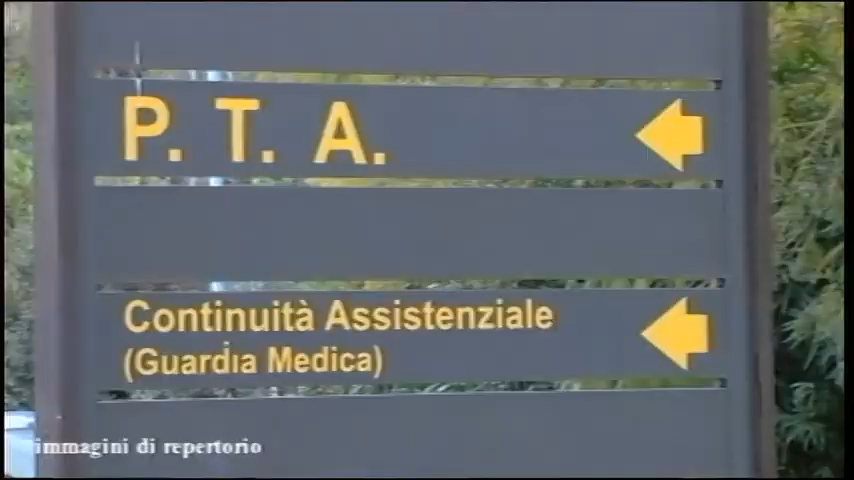 P. T. A.
Continuità Assistenziale
(Guardia Medica)
immagini di repertorio